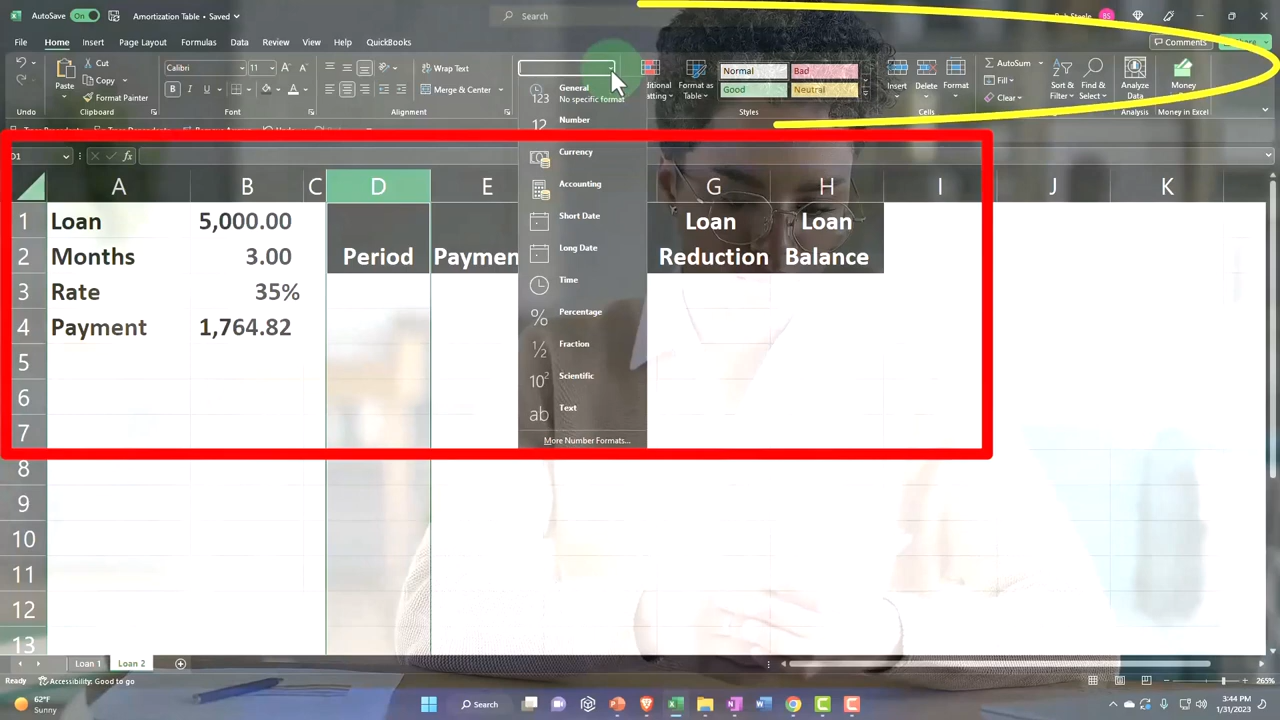 AutoSave On Amortization Table • Saved Search Bob Steele BS
File Home Insert Page Layout Formulas Data Review View Help QuickBooks Comments
Paste Cut Calibri 11 Wrap Text AutoSum
Format Painter B I U Merge & Center Format as Table Normal Bad Good Neutral Insert Delete Format Fill Clear Sort & Filter Find & Select Analyze Data Money
Undo Clipboard Font Alignment Styles Cells Analysis Money in Excel
General
No specific format
Number
Currency
Accounting
Short Date
Long Date
Time
Percentage
Fraction
Scientific
Text
More Number Formats...
D1 fx
A B C D E G H I J K
1 Loan 5,000.00 Loan Loan
2 Months 3.00 Period Reduction Balance
3 Rate 35%
4 Payment 1,764.82
5
6
7
8
9
10
11
12
13
Loan 1 Loan 2
Ready Accessibility: Good to go 265%
62°F
Sunny
Search
3:44 PM
1/31/2023